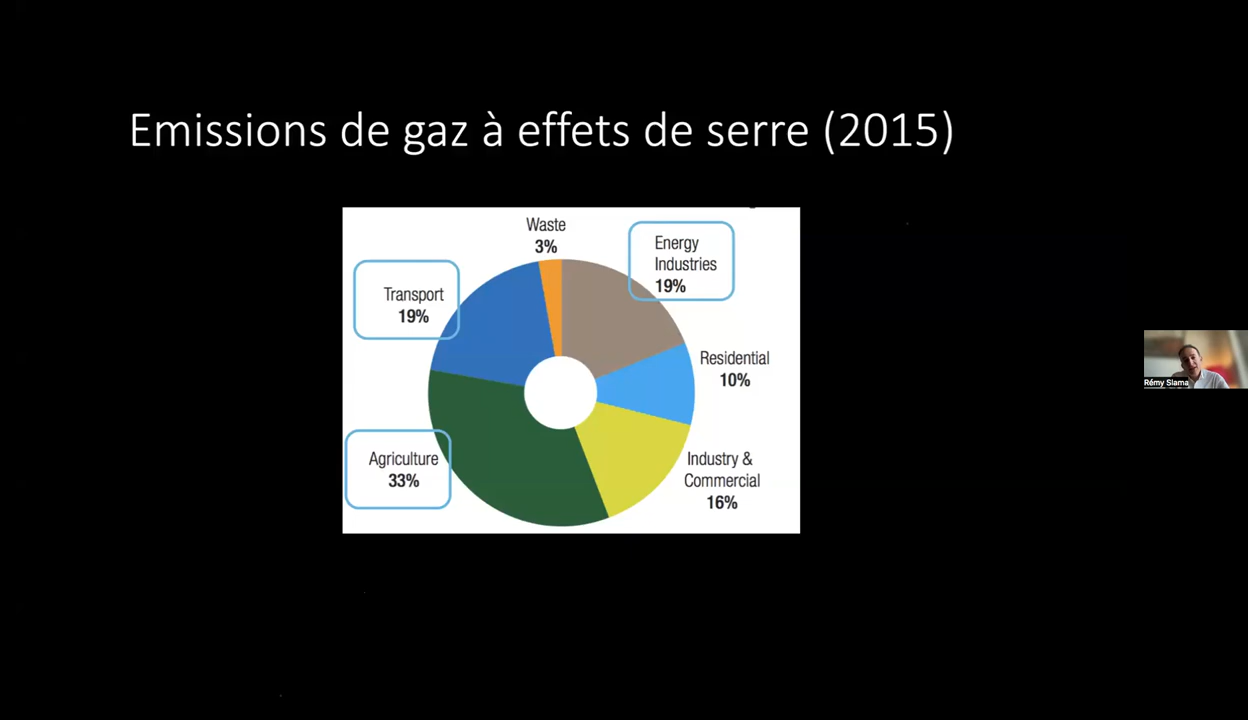 Emissions de gaz à effets de serre (2015)
Waste
3%
Energy
Industries
19%
Transport
19%
Residential
10%
Agriculture
33%
Industry &
Commercial
16%
Rémy Slama